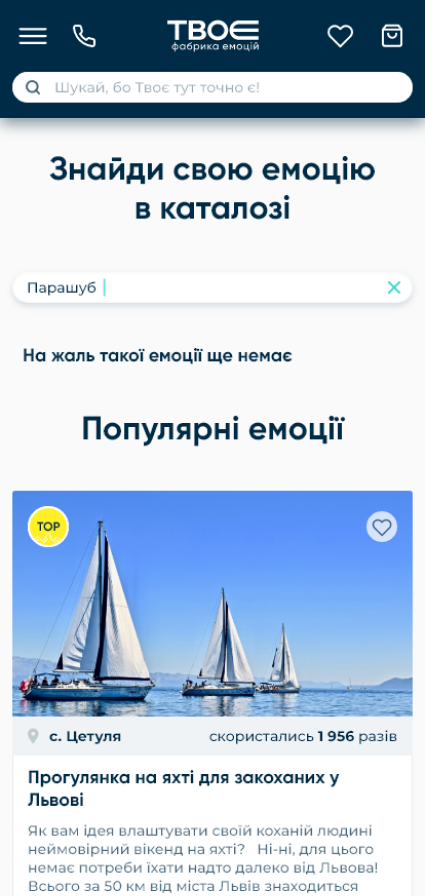 ТВОЄ
фабрика емоцій
Шукай, бо Твоє тут точно є!
Знайди свою емоцію
в каталозі
Парашуб
На жаль такої емоції ще немає
Популярні емоції
TOP
с. Цетуля скористались 1 956 разів
Прогулянка на яхті для закоханих у
Львові
Як вам ідея влаштувати своїй коханій людині
неймовірний вікенд на яхті? Ні-ні, для цього
немає потреби їхати надто далеко від Львова!
Всього за 50 км від міста Львів знаходиться